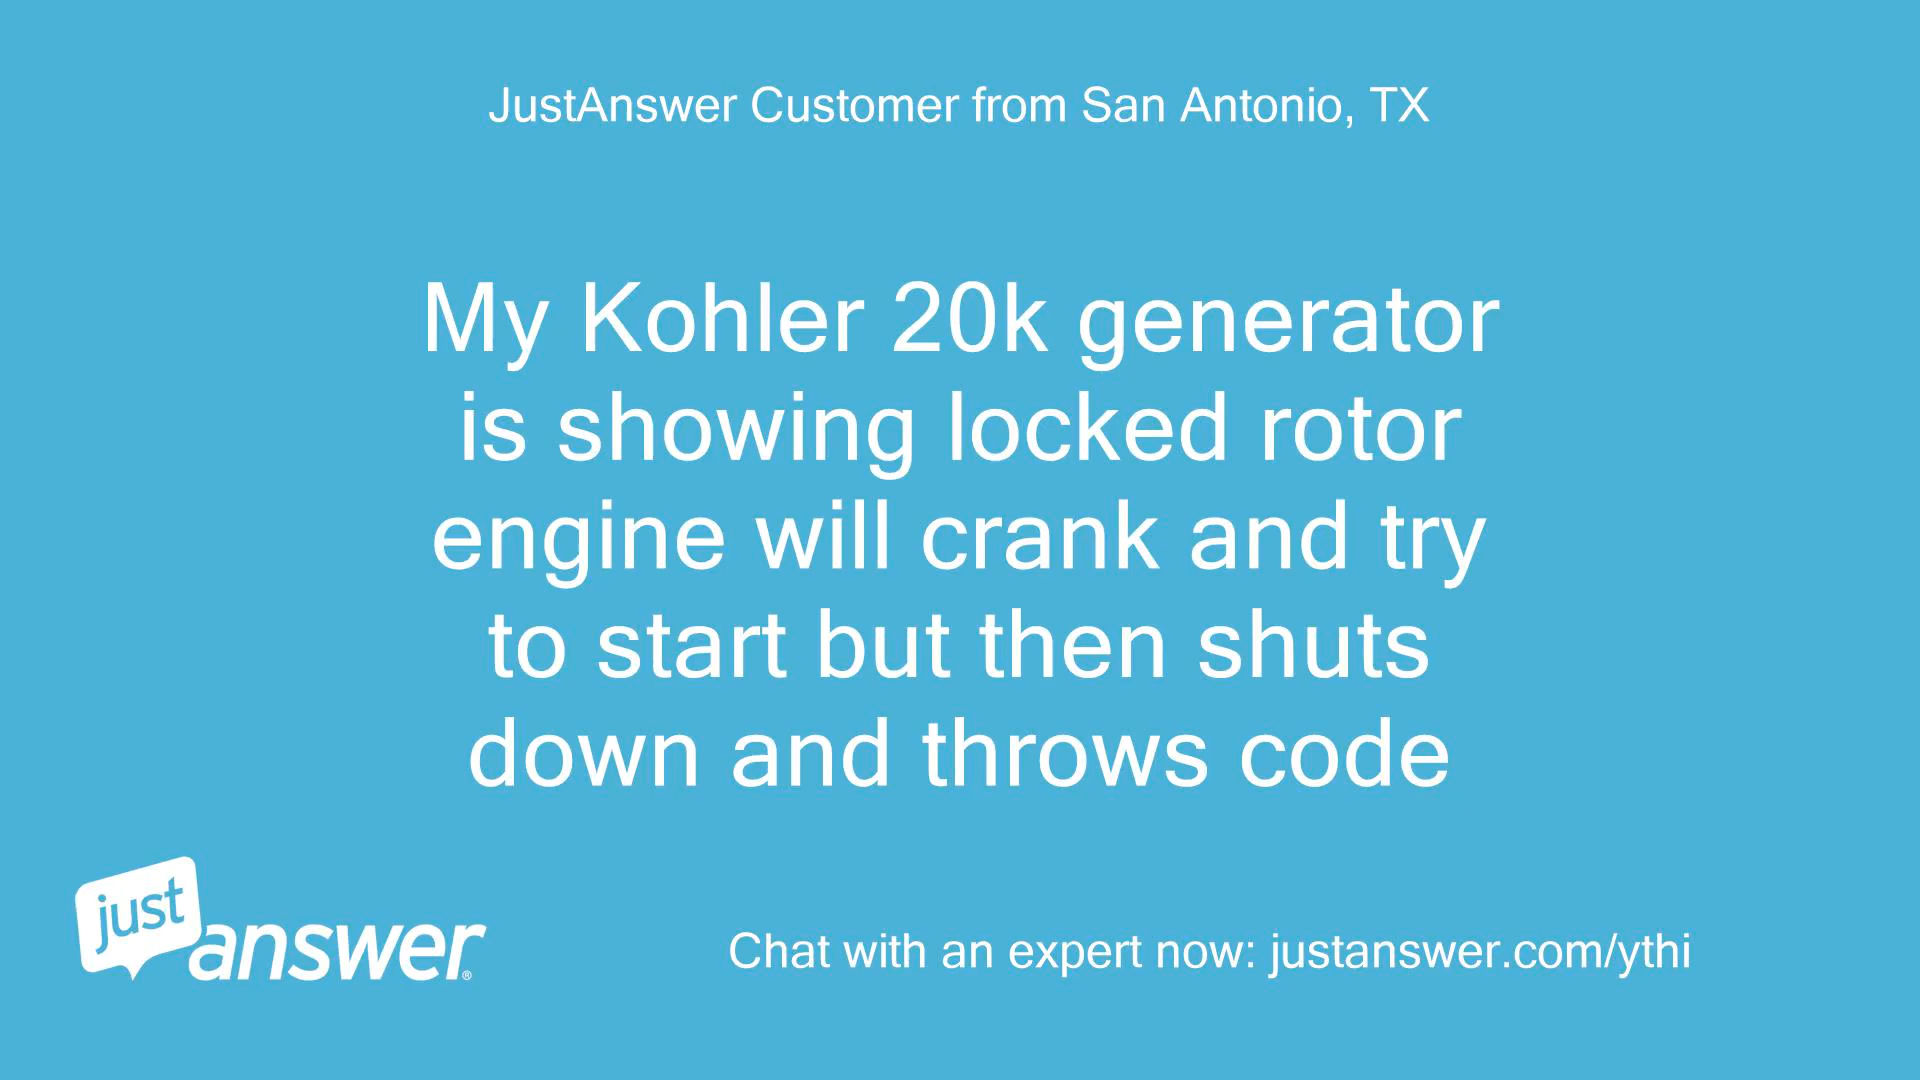 JustAnswer Customer from San Antonio, TX
My Kohler 20k generator
is showing locked rotor
engine will crank and try
to start but then shuts
down and throws code
just
answer®
Chat with an expert now: justanswer.com/ythi